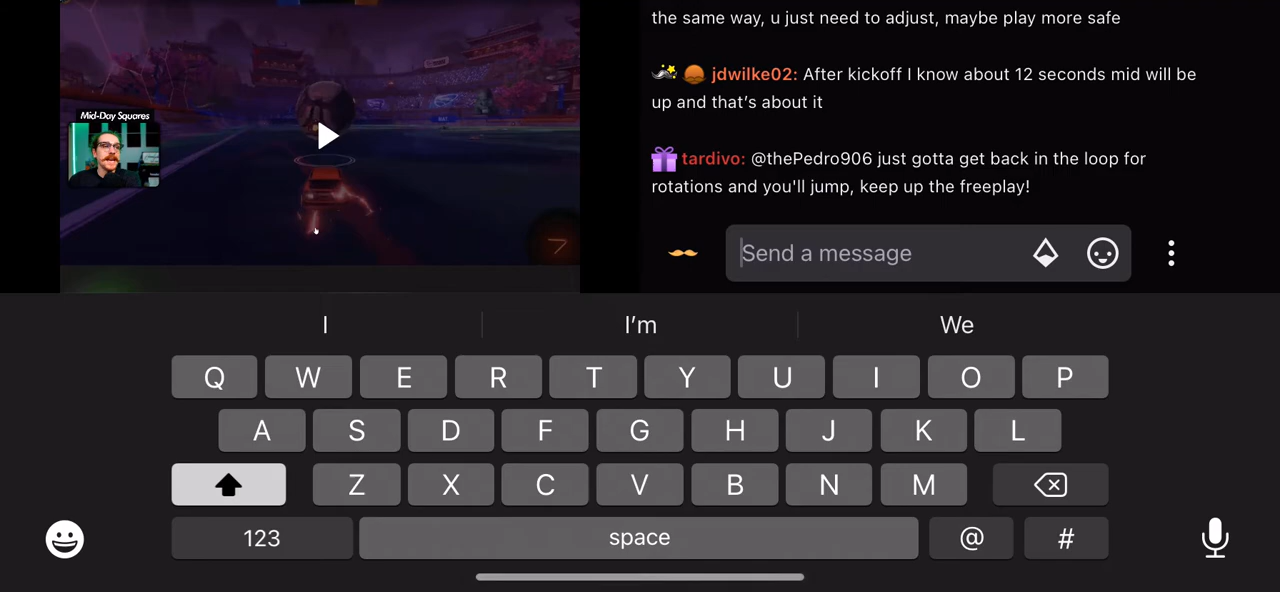 the same way, u just need to adjust, maybe play more safe
Mid-Day Squares
jdwilke02: After kickoff I know about 12 seconds mid will be
up and that’s about it
tardivo: @thePedro906 just gotta get back in the loop for
rotations and you'll jump, keep up the freeplay!
Send a message
I I’m We
Q W E R T Y U I O P
A S D F G H J K L
Z X C V B N M
123 space @ #